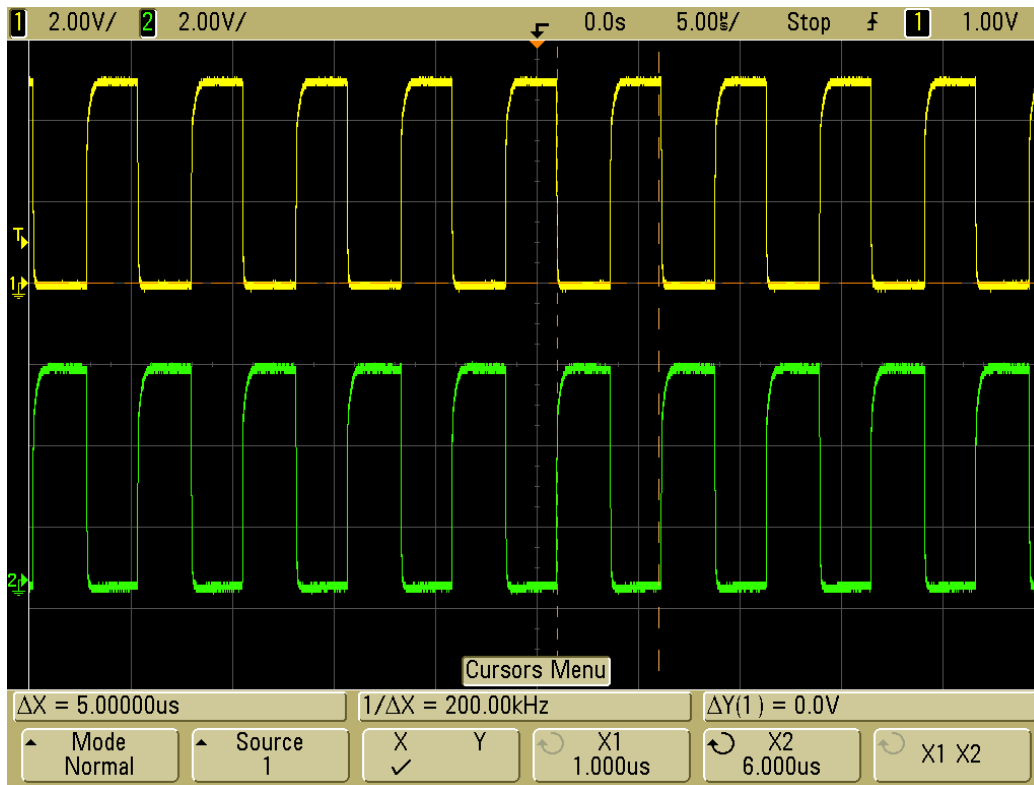 1 2.00V/ 2 2.00V/ 0.0s 5.00µs/ Stop 1 1.00V
T
1
2
Cursors Menu
ΔX = 5.00000us 1/ΔX = 200.00kHz ΔY(1) = 0.0V
Mode Source X Y X1 X2 X1 X2
Normal 1 ✓ 1.000us 6.000us